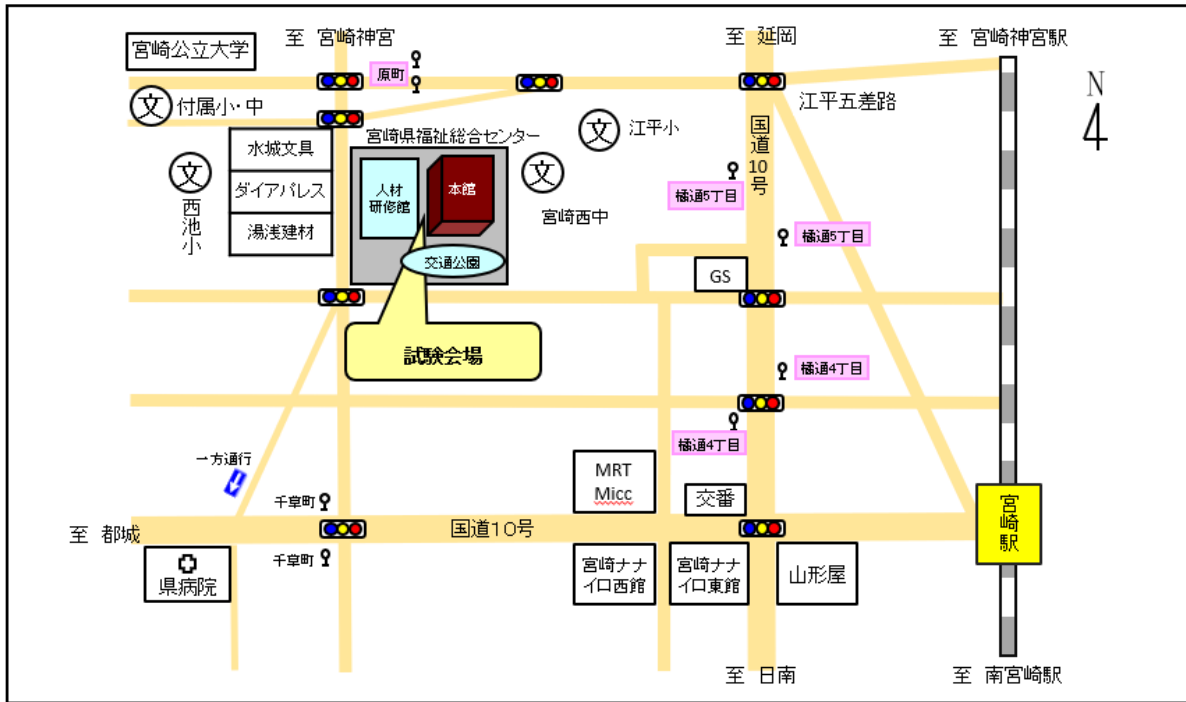 至 宮崎神宮
至 延岡
至 宮崎神宮駅
宮崎公立大学
原町
文
付属小・中
江平五差路
N
宮崎県福祉総合センター
文
江平小
国道10号
水城文具
ダイアパレス
湯浅建材
文
西池小
人材
研修館
本館
文
宮崎西中
橘通5丁目
橘通5丁目
交通公園
GS
試験会場
橘通4丁目
橘通4丁目
一方通行
MRT
Micc
交番
千草町
至 都城
国道10号
宮崎駅
千草町
県病院
宮崎ナナ
イロ西館
宮崎ナナ
イロ東館
山形屋
至 日南
至 南宮崎駅